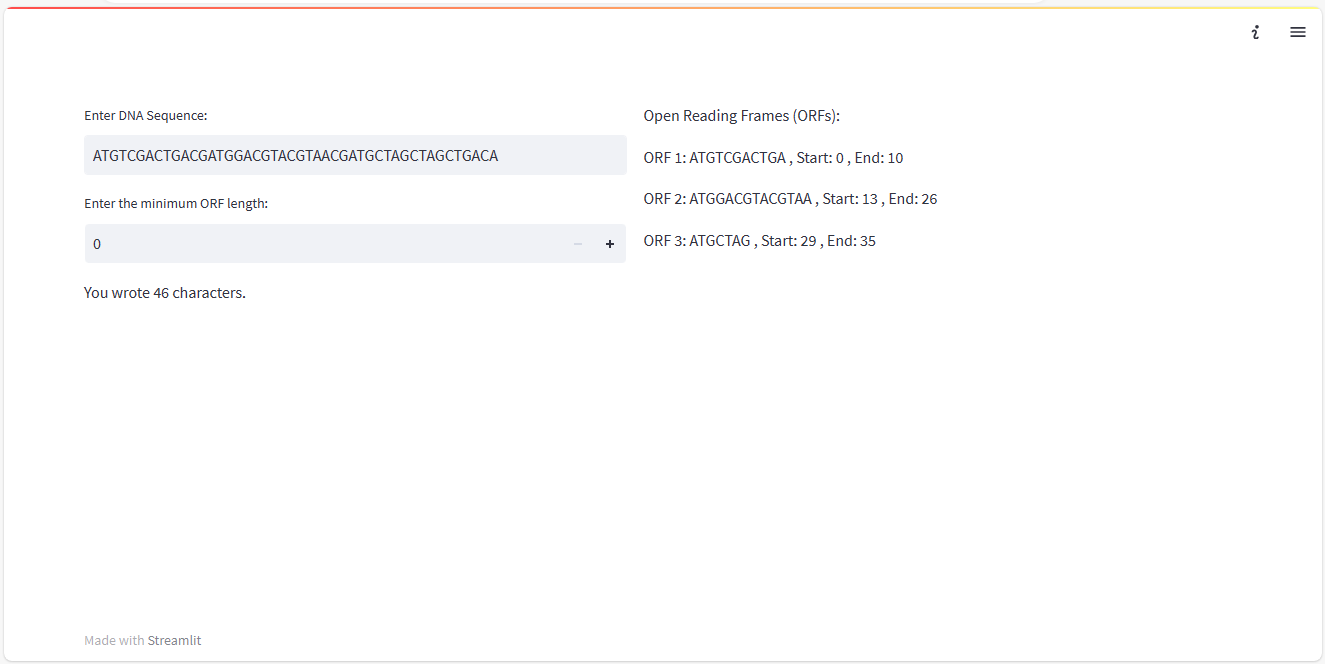 Enter DNA Sequence:
ATGTCGACTGACGATGGACGTACGTAACGATGCTAGCTAGCTGACA
Enter the minimum ORF length:
0
You wrote 46 characters.
Open Reading Frames (ORFs):
ORF 1: ATGTCGACTGA , Start: 0 , End: 10
ORF 2: ATGGACGTACGTAA , Start: 13 , End: 26
ORF 3: ATGCTAG , Start: 29 , End: 35
Made with Streamlit